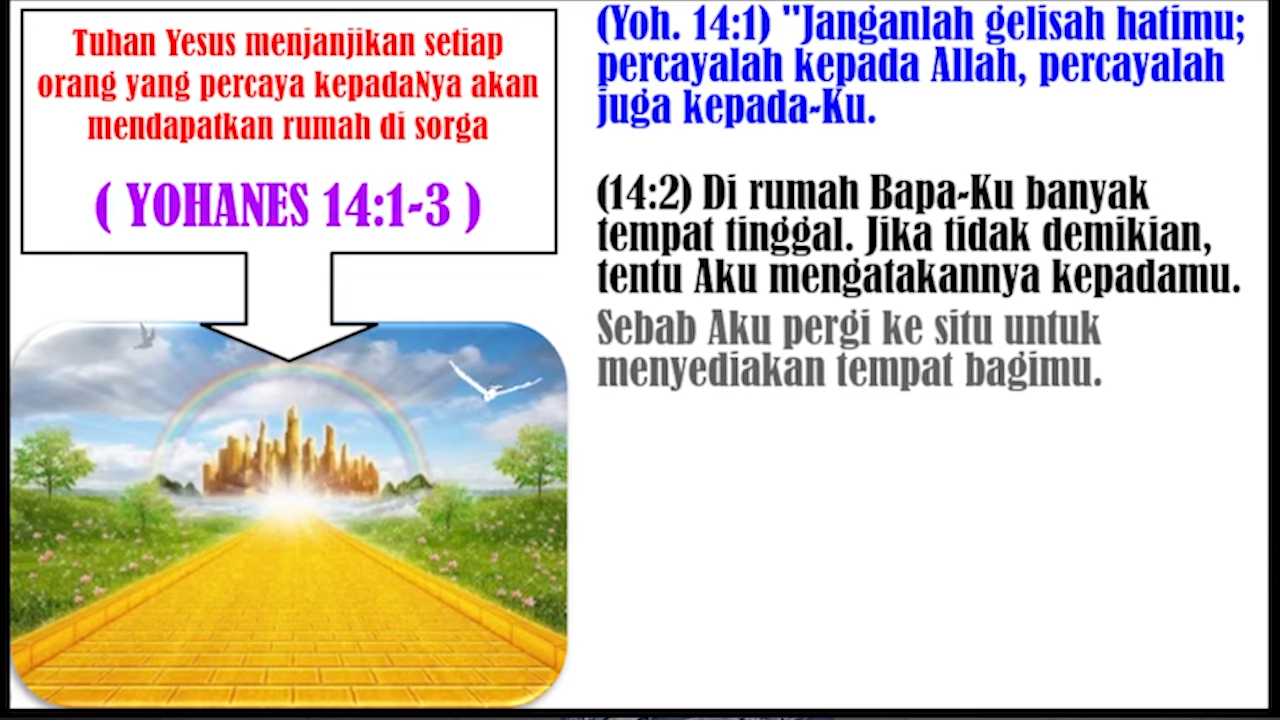 Tuhan Yesus menjanjikan setiap
orang yang percaya kepadaNya akan
mendapatkan rumah di sorga
( YOHANES 14:1-3 )
(Yoh. 14:1) "Janganlah gelisah hatimu;
percayalah kepada Allah, percayalah
juga kepada-Ku.
(14:2) Di rumah Bapa-Ku banyak
tempat tinggal. Jika tidak demikian,
tentu Aku mengatakannya kepadamu.
Sebab Aku pergi ke situ untuk
menyediakan tempat bagimu.